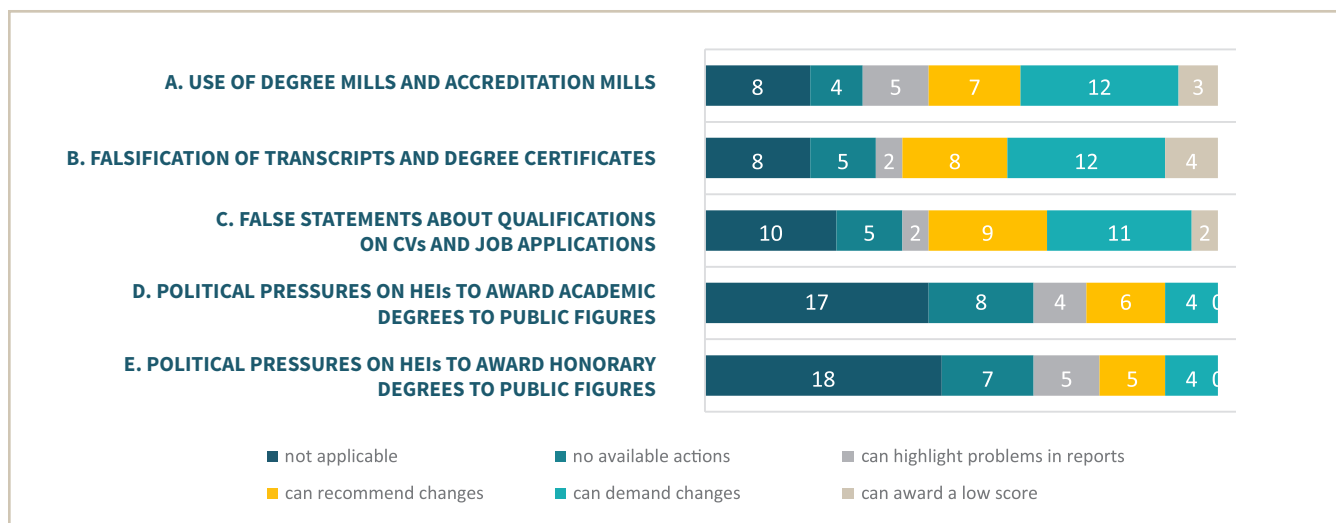 A. USE OF DEGREE MILLS AND ACCREDITATION MILLS
8 4 5 7 12 3
B. FALSIFICATION OF TRANSCRIPTS AND DEGREE CERTIFICATES
8 5 2 8 12 4
C. FALSE STATEMENTS ABOUT QUALIFICATIONS
ON CVs AND JOB APPLICATIONS
10 5 2 9 11 2
D. POLITICAL PRESSURES ON HEIs TO AWARD ACADEMIC
DEGREES TO PUBLIC FIGURES
17 8 4 6 4 0
E. POLITICAL PRESSURES ON HEIs TO AWARD HONORARY
DEGREES TO PUBLIC FIGURES
18 7 5 5 4 0
not applicable no available actions can highlight problems in reports
can recommend changes can demand changes can award a low score